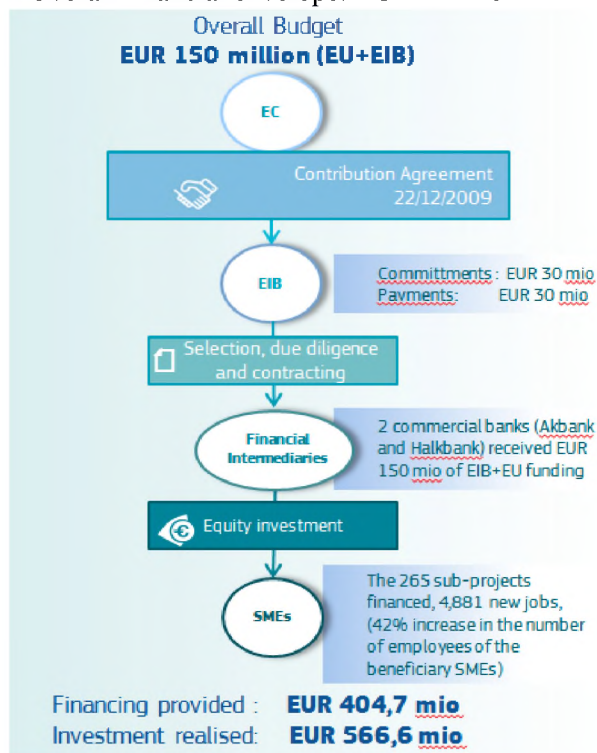 Overall Budget
EUR 150 million (EU+EIB)
EC
Contribution Agreement
22/12/2009
EIB
Committments : EUR 30 mio
Payments: EUR 30 mio
Selection, due diligence
and contracting
Financial
Intermediaries
2 commercial banks (Akbank
and Halkbank) received EUR
150 mio of EIB+EU funding
Equity investment
The 265 sub-projects
financed, 4,881 new jobs,
(42% increase in the number
of employees of the
beneficiary SMEs)
SMEs
Financing provided : EUR 404,7 mio
Investment realised: EUR 566,6 mio